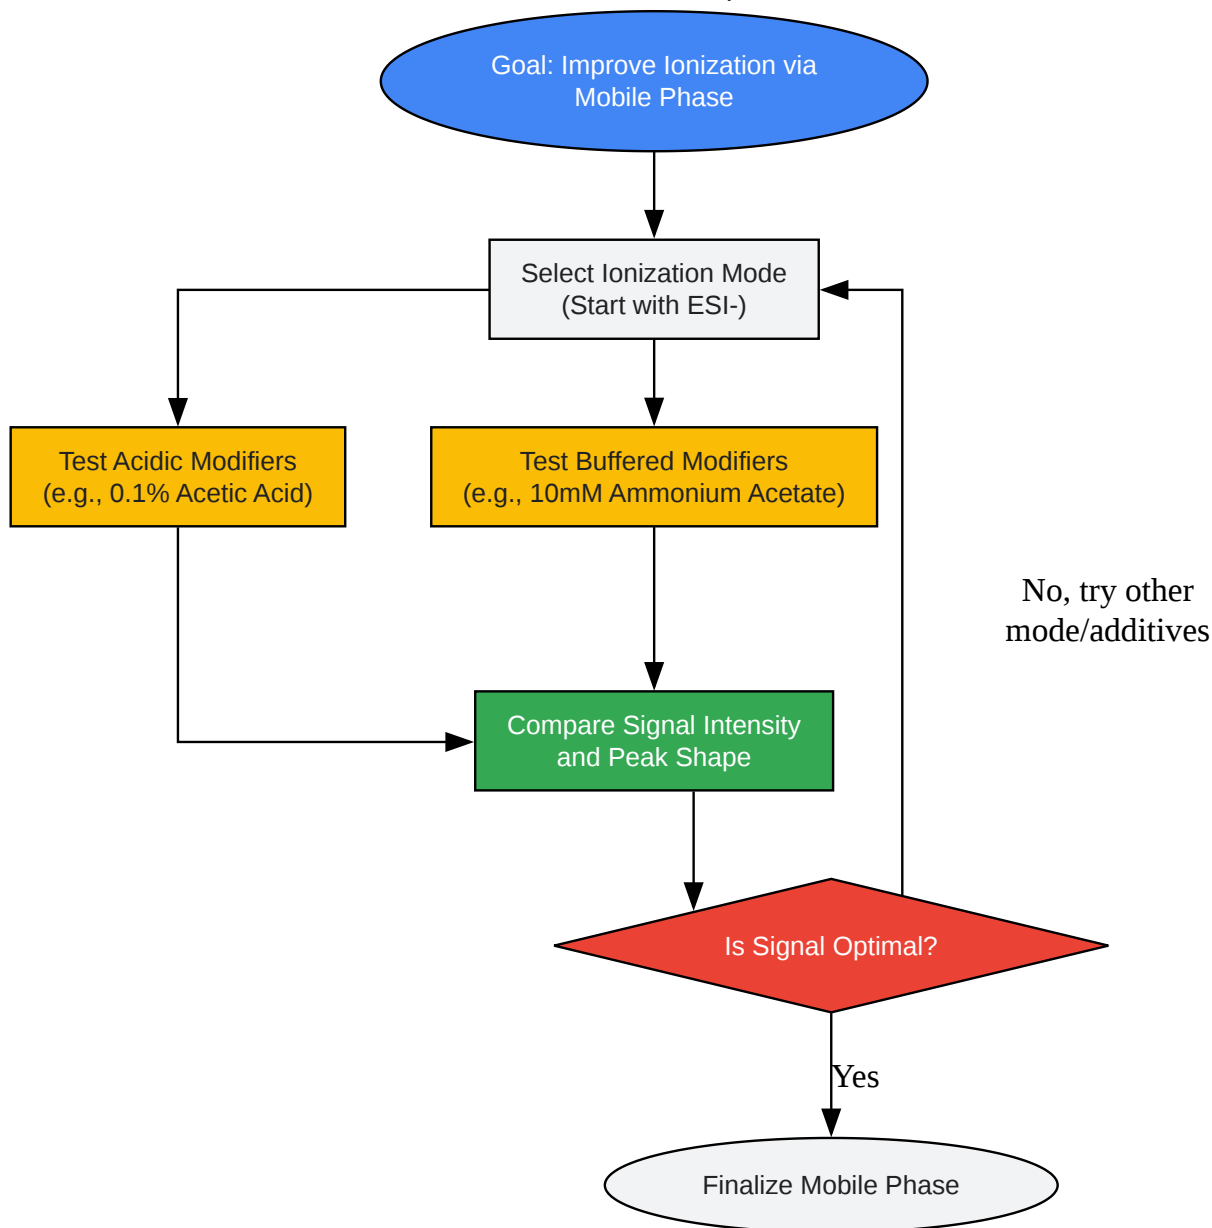 Goal: Improve Ionization via
Mobile Phase
Select Ionization Mode
(Start with ESI-)
Test Acidic Modifiers
(e.g., 0.1% Acetic Acid)
Test Buffered Modifiers
(e.g., 10mM Ammonium Acetate)
No, try other
mode/additives
Compare Signal Intensity
and Peak Shape
Is Signal Optimal?
Yes
Finalize Mobile Phase